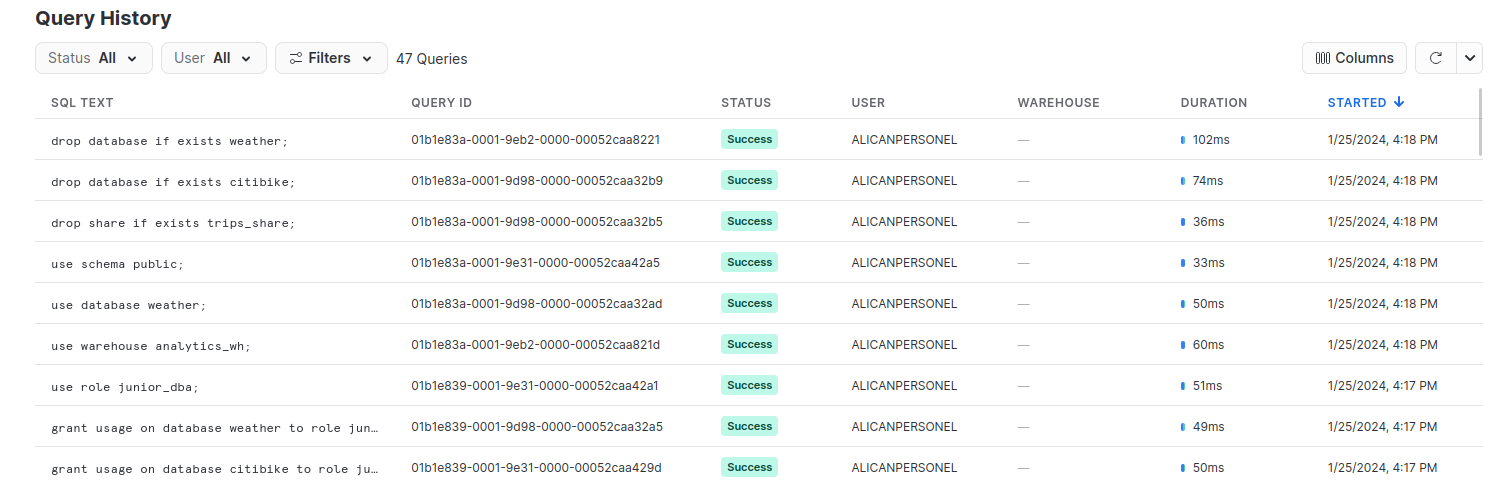 Query History
Status All User All Filters 47 Queries Columns
SQL TEXT QUERY ID STATUS USER WAREHOUSE DURATION STARTED
drop database if exists weather; 01b1e83a-0001-9eb2-0000-00052caa8221 Success ALICANPERSONEL — 102ms 1/25/2024, 4:18 PM
drop database if exists citibike; 01b1e83a-0001-9d98-0000-00052caa32b9 Success ALICANPERSONEL — 74ms 1/25/2024, 4:18 PM
drop share if exists trips_share; 01b1e83a-0001-9d98-0000-00052caa32b5 Success ALICANPERSONEL — 36ms 1/25/2024, 4:18 PM
use schema public; 01b1e83a-0001-9e31-0000-00052caa42a5 Success ALICANPERSONEL — 33ms 1/25/2024, 4:18 PM
use database weather; 01b1e83a-0001-9d98-0000-00052caa32ad Success ALICANPERSONEL — 50ms 1/25/2024, 4:18 PM
use warehouse analytics_wh; 01b1e83a-0001-9eb2-0000-00052caa821d Success ALICANPERSONEL — 60ms 1/25/2024, 4:18 PM
use role junior_dba; 01b1e839-0001-9e31-0000-00052caa42a1 Success ALICANPERSONEL — 51ms 1/25/2024, 4:17 PM
grant usage on database weather to role jun… 01b1e839-0001-9d98-0000-00052caa32a5 Success ALICANPERSONEL — 49ms 1/25/2024, 4:17 PM
grant usage on database citibike to role ju… 01b1e839-0001-9e31-0000-00052caa429d Success ALICANPERSONEL — 50ms 1/25/2024, 4:17 PM